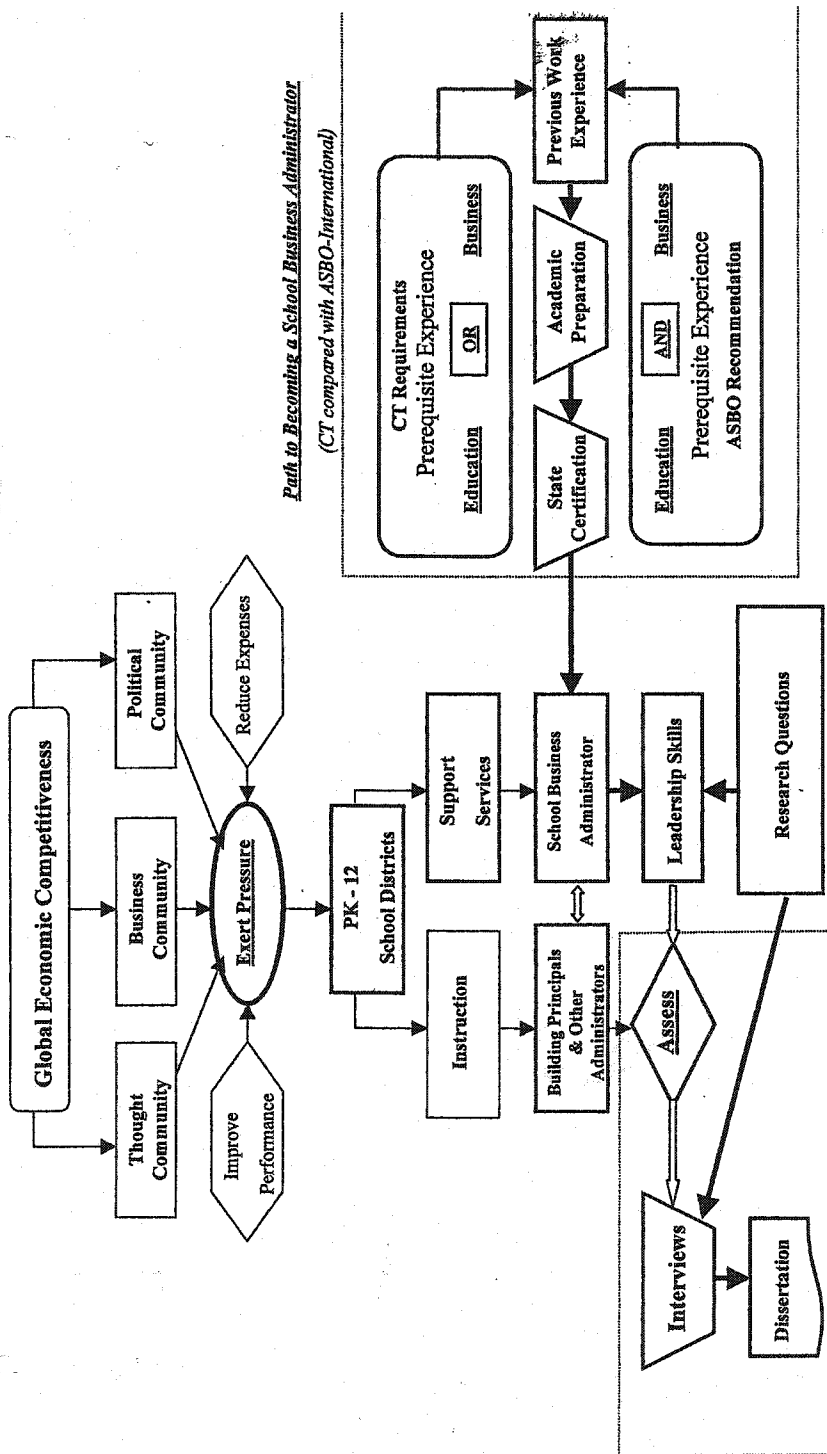 Global Economic Competitiveness
Thought
Community
Business
Community
Political
Community
Improve
Performance
Exert Pressure
Reduce Expenses
PK - 12
School Districts
Instruction
Support
Services
Building Principals
& Other
Administrators
School Business
Administrator
Assess
Leadership Skills
Interviews
Research Questions
Dissertation
Path to Becoming a School Business Administrator
(CT compared with ASBO-International)
CT Requirements
Prerequisite Experience
Education
OR
Business
State
Certification
Academic
Preparation
Previous Work
Experience
Education
AND
Business
Prerequisite Experience
ASBO Recommendation